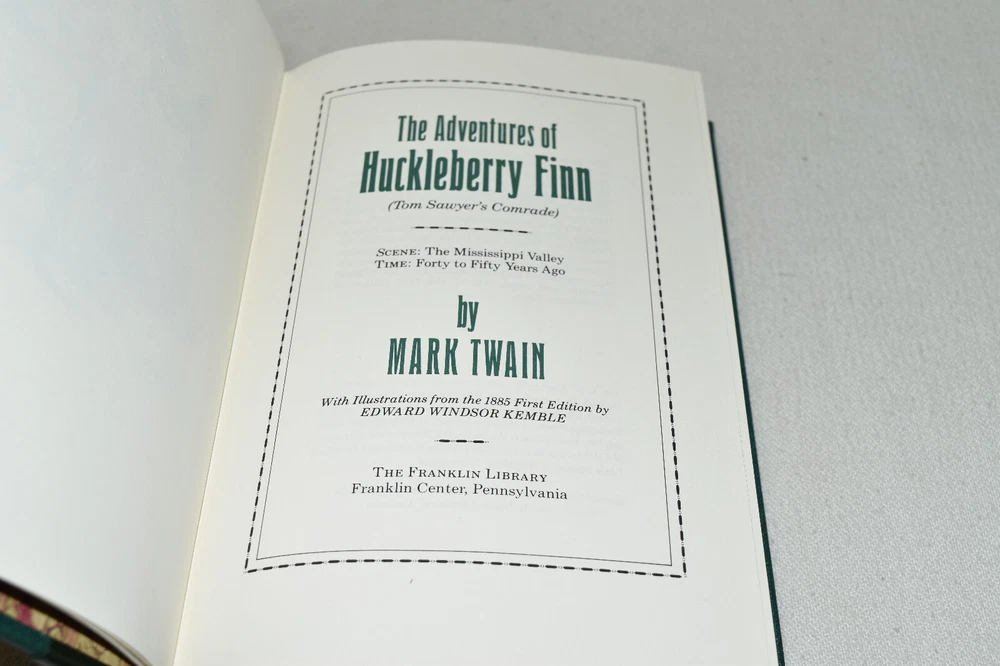 The Adventures of
Huckleberry Finn
(Tom Sawyer's Comrade)
SCENE: The Mississippi Valley
TIME: Forty to Fifty Years Ago
by
MARK TWAIN
With Illustrations from the 1885 First Edition by
EDWARD WINDSOR KEMBLE
THE FRANKLIN LIBRARY
Franklin Center, Pennsylvania